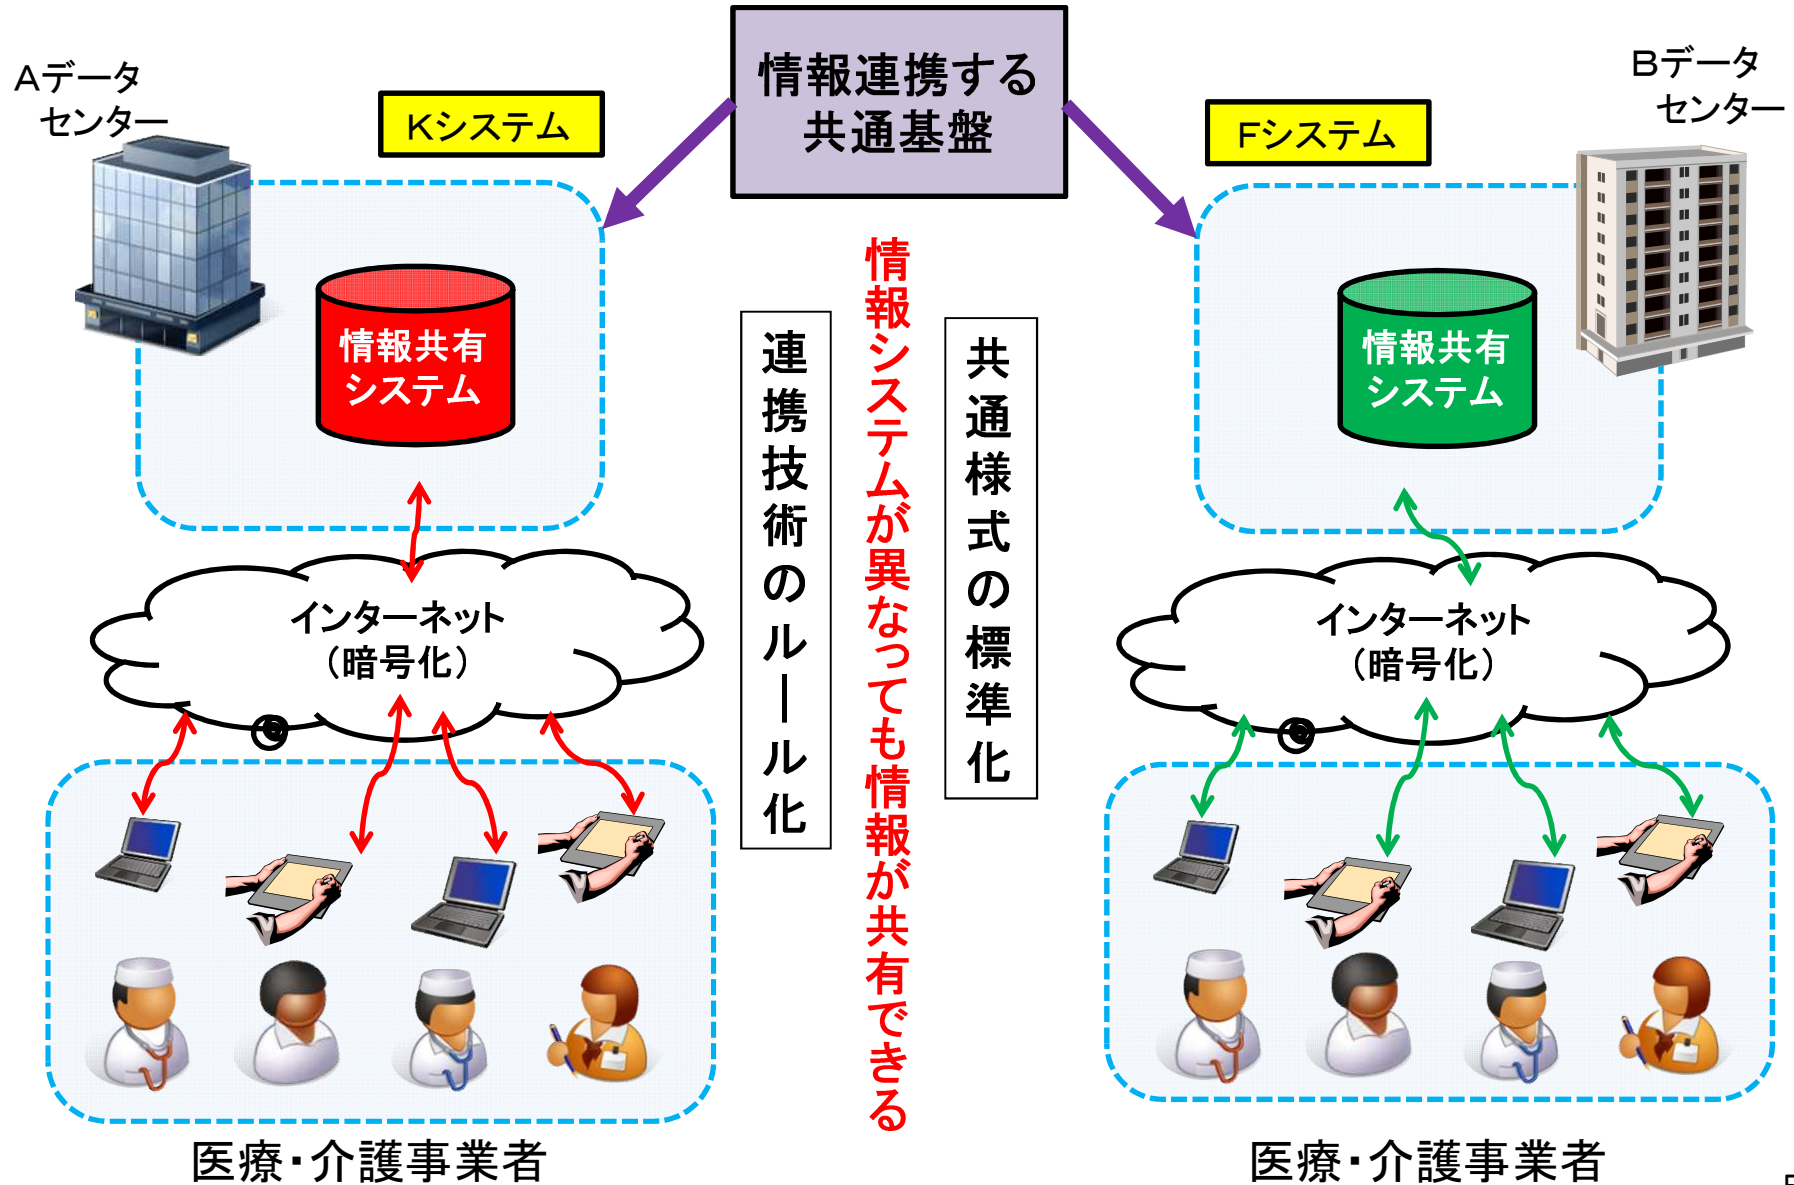 Aデータ
センター
Kシステム
情報連携する
共通基盤
Fシステム
Bデータ
センター
情報共有
システム
連携技術のルール化
情報システムが異なっても情報が共有できる
共通様式の標準化
情報共有
システム
インターネット
（暗号化）
インターネット
（暗号化）
医療・介護事業者
医療・介護事業者